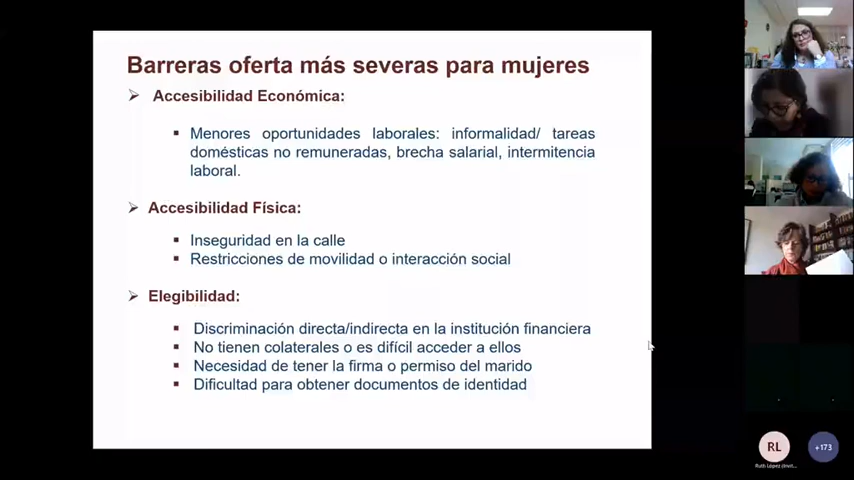 Barreras oferta más severas para mujeres
Accesibilidad Económica:
Menores oportunidades laborales: informalidad/ tareas
domésticas no remuneradas, brecha salarial, intermitencia
laboral.
Accesibilidad Física:
Inseguridad en la calle
Restricciones de movilidad o interacción social
Elegibilidad:
Discriminación directa/indirecta en la institución financiera
No tienen colaterales o es difícil acceder a ellos
Necesidad de tener la firma o permiso del marido
Dificultad para obtener documentos de identidad
RL
+173
Ruth López (Invit...